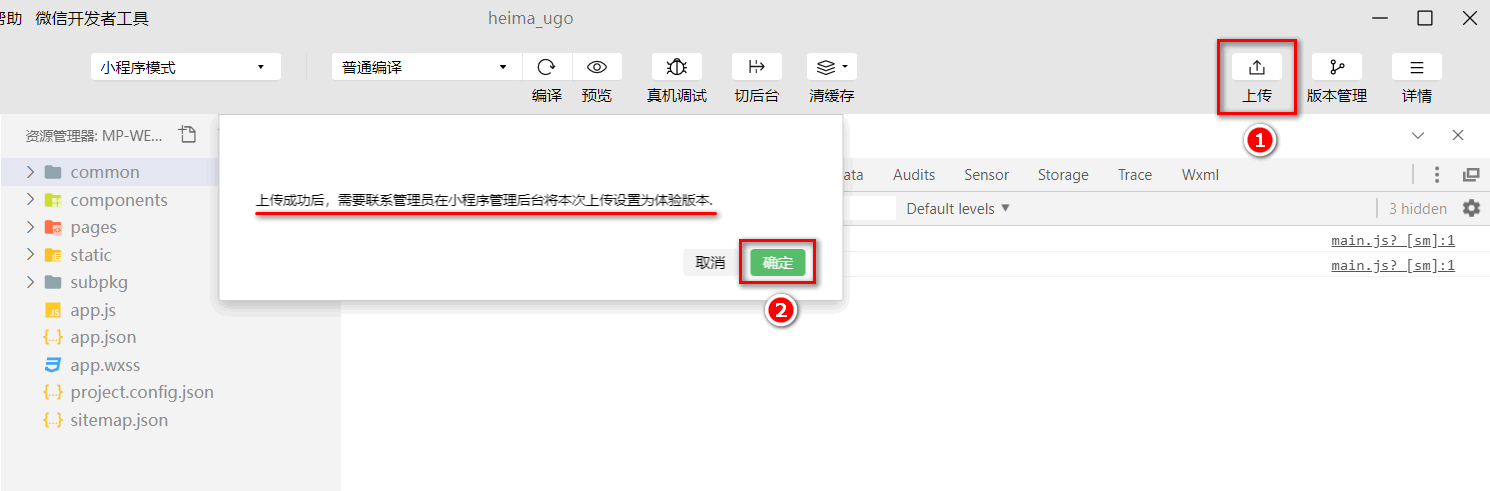 帮助 微信开发者工具 heima_ugo
小程序模式 普通编译
编译 预览 真机调试 切后台 清缓存 上传 版本管理 详情
1
资源管理器: MP-WE...
common
components
pages
static
subpkg
app.js
app.json
app.wxss
project.config.json
sitemap.json
上传成功后，需要联系管理员在小程序管理后台将本次上传设置为体验版本.
取消 确定
2
ata Audits Sensor Storage Trace Wxml
Default levels ▼ 3 hidden
main.js? [sm]:1
main.js? [sm]:1